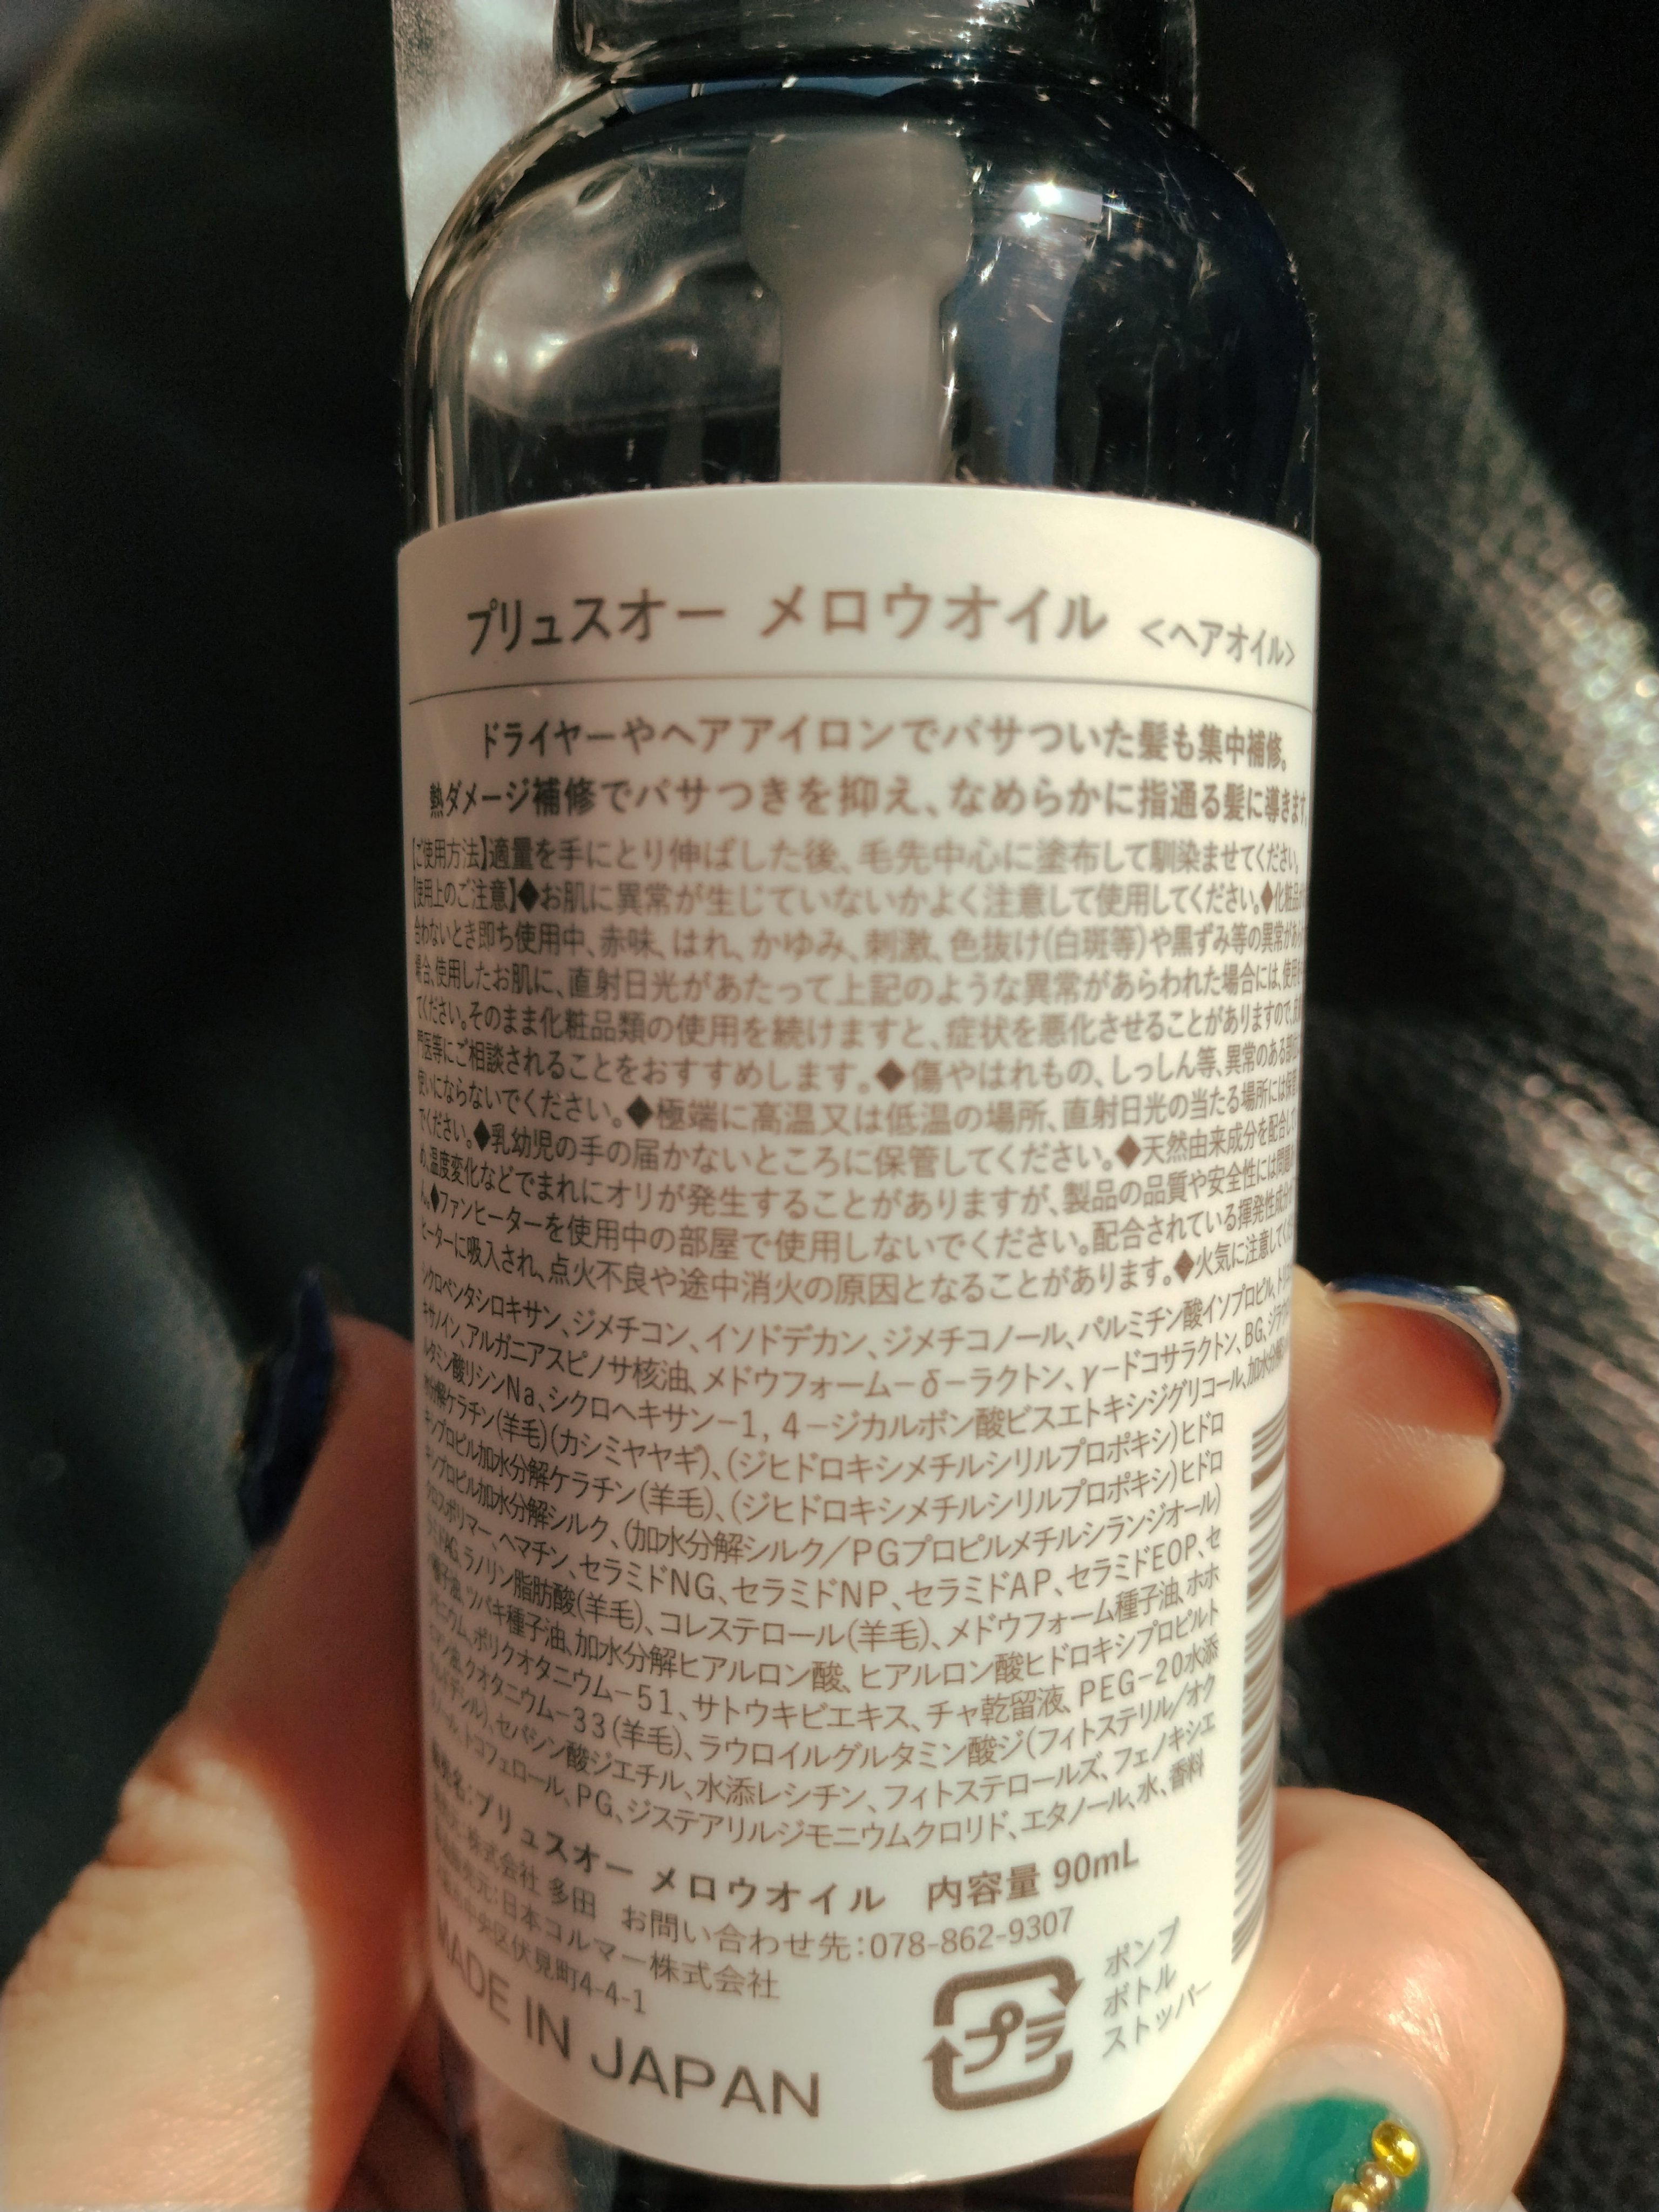 プリュスオー メロウオイル <ヘアオイル>
ドライヤーやヘアアイロンでパサついた髪も集中補修。
熱ダメージ補修でパサつきを抑え、なめらかに指通る髪に導きます
【ご使用方法】適量を手にとり伸ばした後、毛先中心に塗布して馴染ませてください。
【使用上のご注意】◆お肌に異常が生じていないかよく注意して使用してください。◆化粧品が
合わないとき即ち使用中、赤味、はれ、かゆみ、刺激、色抜け(白斑等)や黒ずみ等の異常が
場合、使用したお肌に、直射日光があたって上記のような異常があらわれた場合には、使用を
てください。そのまま化粧品類の使用を続けますと、症状を悪化させることがありますので、
門医等にご相談されることをおすすめします。◆傷やはれもの、しっしん等、異常のある部位
使いにならないでください。◆極端に高温又は低温の場所、直射日光の当たる場所には保管
でください。◆乳幼児の手の届かないところに保管してください。◆天然由来成分を配合して
め、温度変化などでまれにオリが発生することがありますが、製品の品質や安全性には問題
ん。◆ファンヒーターを使用中の部屋で使用しないでください。配合されている揮発性成分が
ヒーターに吸入され、点火不良や途中消火の原因となることがあります。◆火気に注意してく
シクロペンタシロキサン、ジメチコン、イソドデカン、ジメチコノール、パルミチン酸イソプロピル、
キサノイン、アルガニアスピノサ核油、メドウフォーム－δ－ラクトン、γ－ドコサラクトン、BG、
ルタミン酸リシンNa、シクロヘキサン－1,4－ジカルボン酸ビスエトキシジグリコール、加水分解
水分解ケラチン(羊毛)(カシミヤヤギ)、(ジヒドロキシメチルシリルプロポキシ)ヒドロ
キシプロピル加水分解ケラチン(羊毛)、(ジヒドロキシメチルシリルプロポキシ)ヒドロ
キシプロピル加水分解シルク、(加水分解シルク/PGプロピルメチルシランジオール)
クロスポリマー、ヘマチン、セラミドNG、セラミドNP、セラミドAP、セラミドEOP、セ
ラミドAG、ラノリン脂肪酸(羊毛)、コレステロール(羊毛)、メドウフォーム種子油、ホホ
バ種子油、ツバキ種子油、加水分解ヒアルロン酸、ヒアルロン酸ヒドロキシプロピルト
リモニウム、ポリクオタニウム－51、サトウキビエキス、チャ乾留液、PEG－20水添
ヒマシ油、クオタニウム－33(羊毛)、ラウロイルグルタミン酸ジ(フィトステリル/オク
チルドデシル)、セバシン酸ジエチル、水添レシチン、フィトステロールズ、フェノキシエ
タノール、トコフェロール、PG、ジステアリルジモニウムクロリド、エタノール、水、香料
販売名:プリュスオー メロウオイル 内容量 90mL
株式会社 多田 お問い合わせ先:078-862-9307
元:日本コルマー株式会社
中央区伏見町4-4-1
MADE IN JAPAN
プラ
ポンプ
ボトル
ストッパー